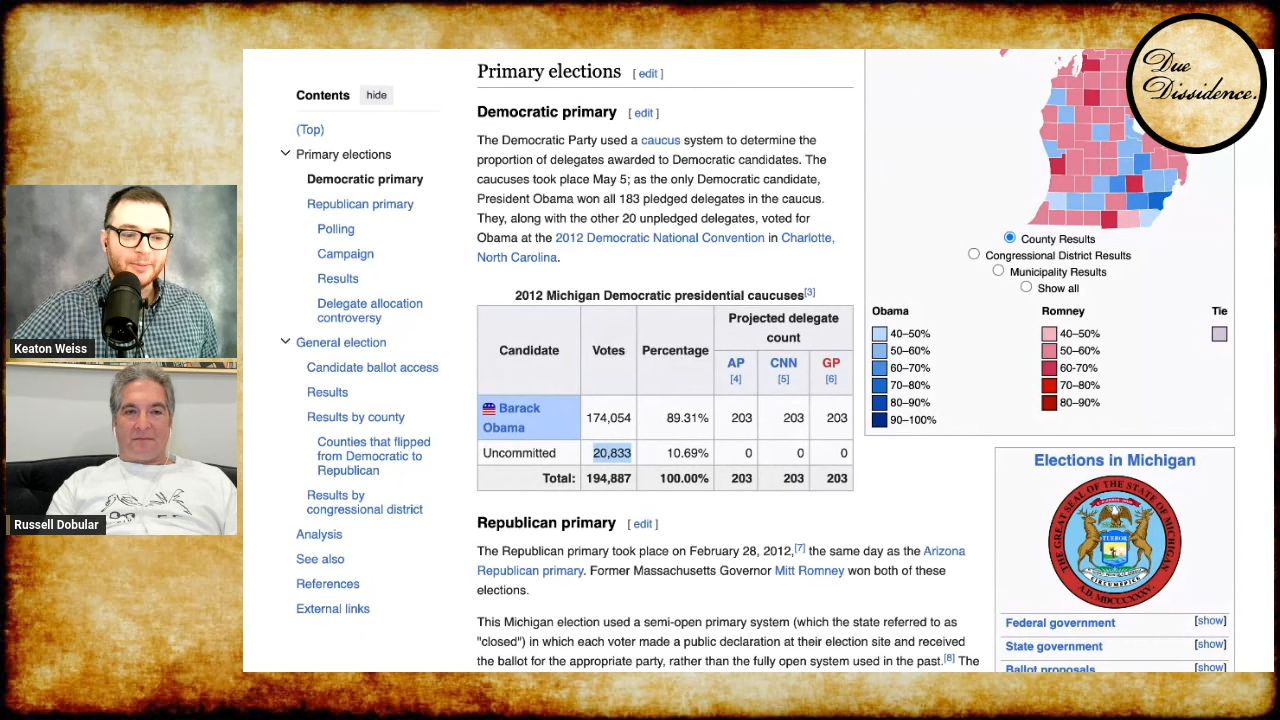 Due
Dissidence.
Keaton Weiss
Russell Dobular
Contents hide
(Top)
Primary elections
Democratic primary
Republican primary
Polling
Campaign
Results
Delegate allocation
controversy
General election
Candidate ballot access
Results
Results by county
Counties that flipped
from Democratic to
Republican
Results by
congressional district
Analysis
See also
References
External links
Primary elections [ edit ]
Democratic primary [ edit ]
The Democratic Party used a caucus system to determine the
proportion of delegates awarded to Democratic candidates. The
caucuses took place May 5; as the only Democratic candidate,
President Obama won all 183 pledged delegates in the caucus.
They, along with the other 20 unpledged delegates, voted for
Obama at the 2012 Democratic National Convention in Charlotte,
North Carolina.
2012 Michigan Democratic presidential caucuses[3]
Candidate Votes Percentage Projected delegate
count
AP CNN GP
[4] [5] [6]
Barack
Obama 174,054 89.31% 203 203 203
Uncommitted 20,833 10.69% 0 0 0
Total: 194,887 100.00% 203 203 203
Republican primary [ edit ]
The Republican primary took place on February 28, 2012,[7] the same day as the Arizona
Republican primary. Former Massachusetts Governor Mitt Romney won both of these
elections.
This Michigan election used a semi-open primary system (which the state referred to as
"closed") in which each voter made a public declaration at their election site and received
the ballot for the appropriate party, rather than the fully open system used in the past.[8] The
County Results
Congressional District Results
Municipality Results
Show all
Obama Romney Tie
40–50% 40–50%
50–60% 50–60%
60–70% 60-70%
70–80% 70–80%
80–90% 80–90%
90–100%
Elections in Michigan
THE GREAT SEAL OF THE STATE OF MICHIGAN
TUEBOR
CIRCUMSPICE
A.D. MDCCCXXXV.
Federal government [show]
State government [show]
Ballot proposals [show]